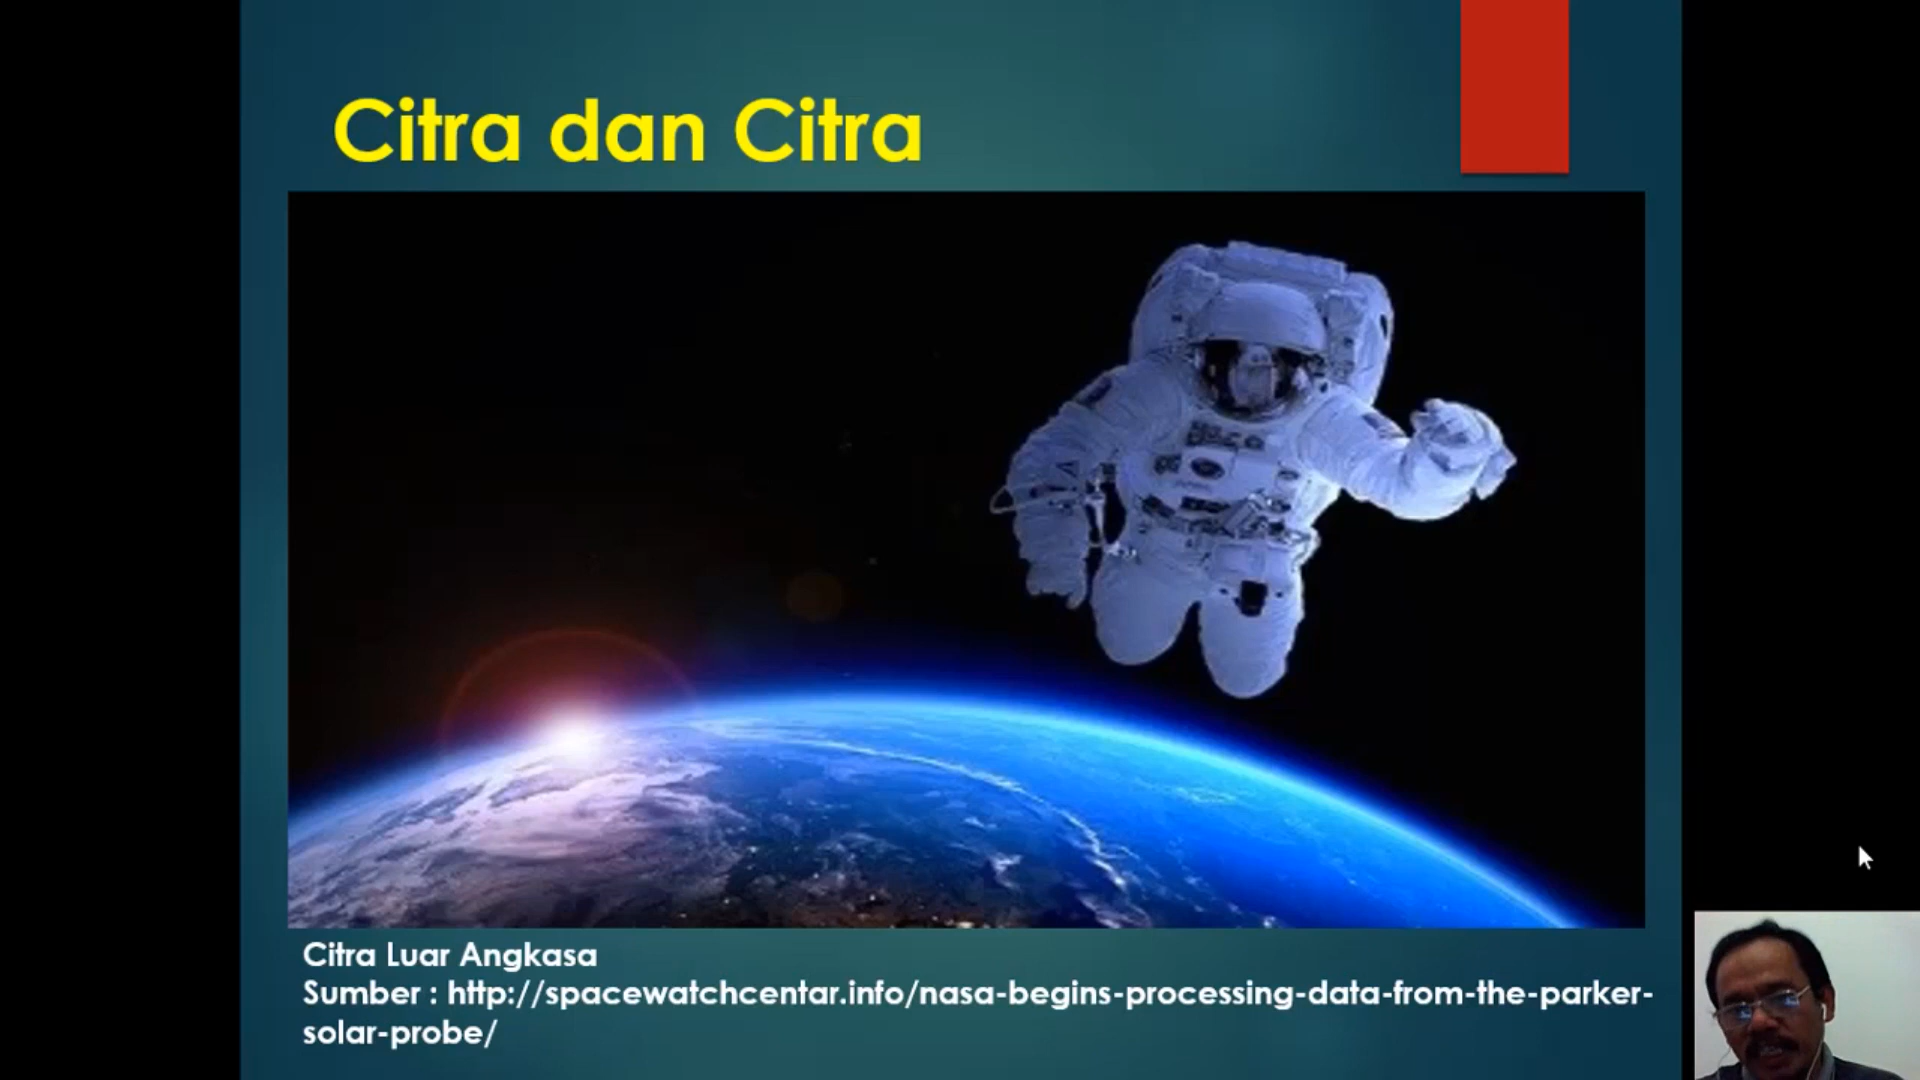 Citra dan Citra
Citra Luar Angkasa
Sumber : http://spacewatchcentar.info/nasa-begins-processing-data-from-the-parker-
solar-probe/